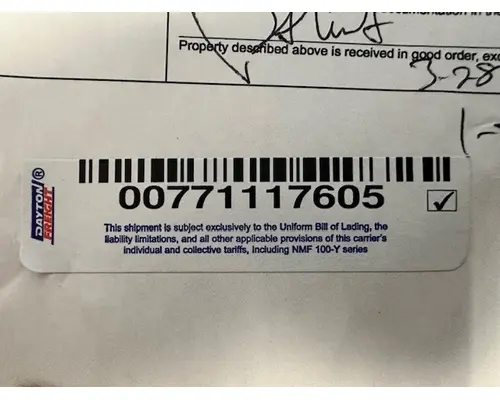 Property described above is received in good order, exc
3-28
DAYTON
FREIGHT®
00771117605
This shipment is subject exclusively to the Uniform Bill of Lading, the
liability limitations, and all other applicable provisions of this carrier's
individual and collective tariffs, including NMF 100-Y series